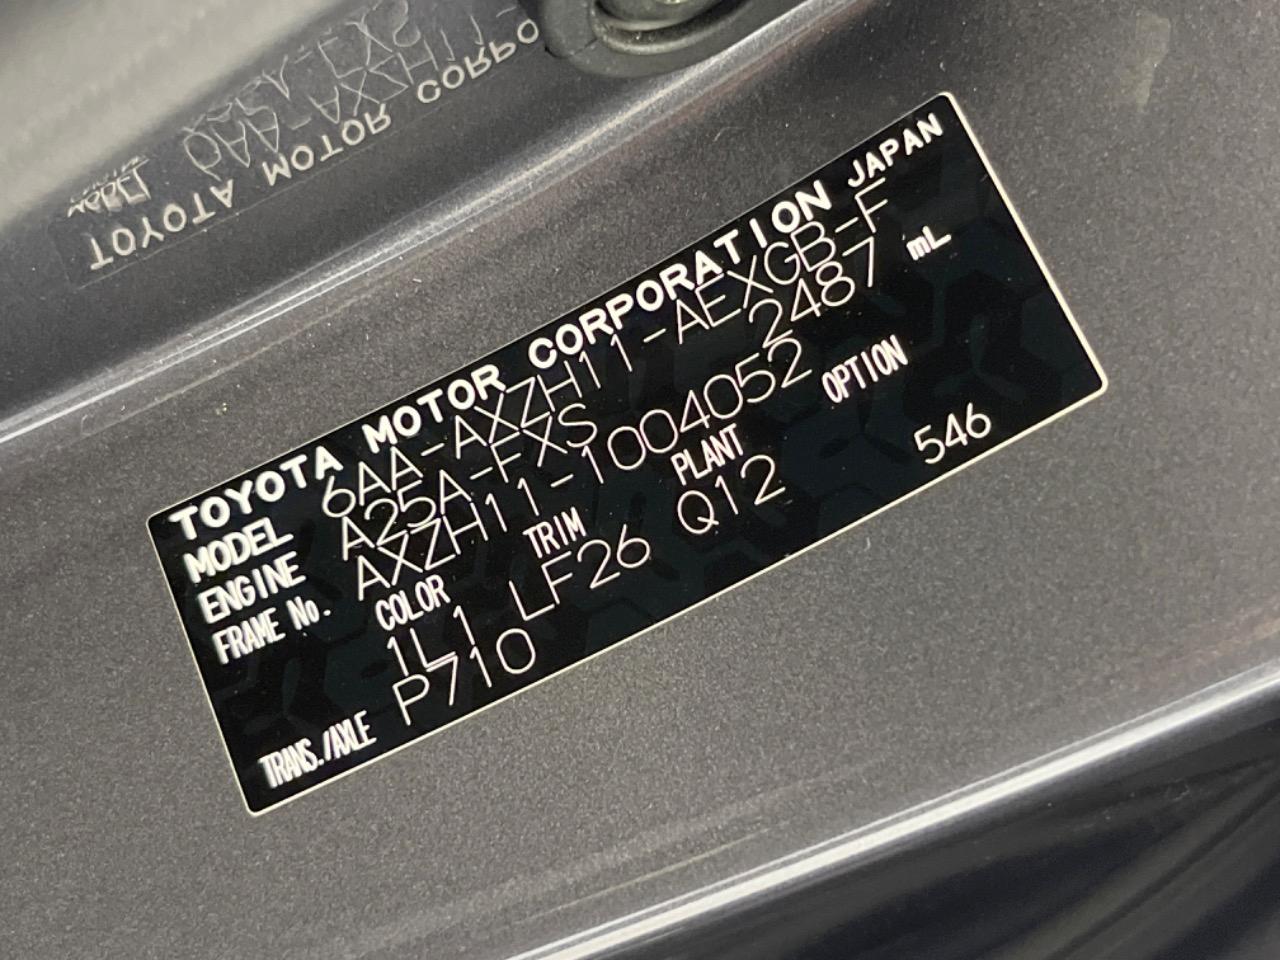 TOYOTA MOTOR CORPORATION JAPAN
MODEL 6AA-AXZH11-AEXGB-F
ENGINE A25A-FXS 2487 mL
FRAME No. AXZH11-1004052
COLOR TRIM PLANT OPTION
1L1 LF26 Q12 546
TRANS./AXLE P710
TOYOTA MOTOR CORPO